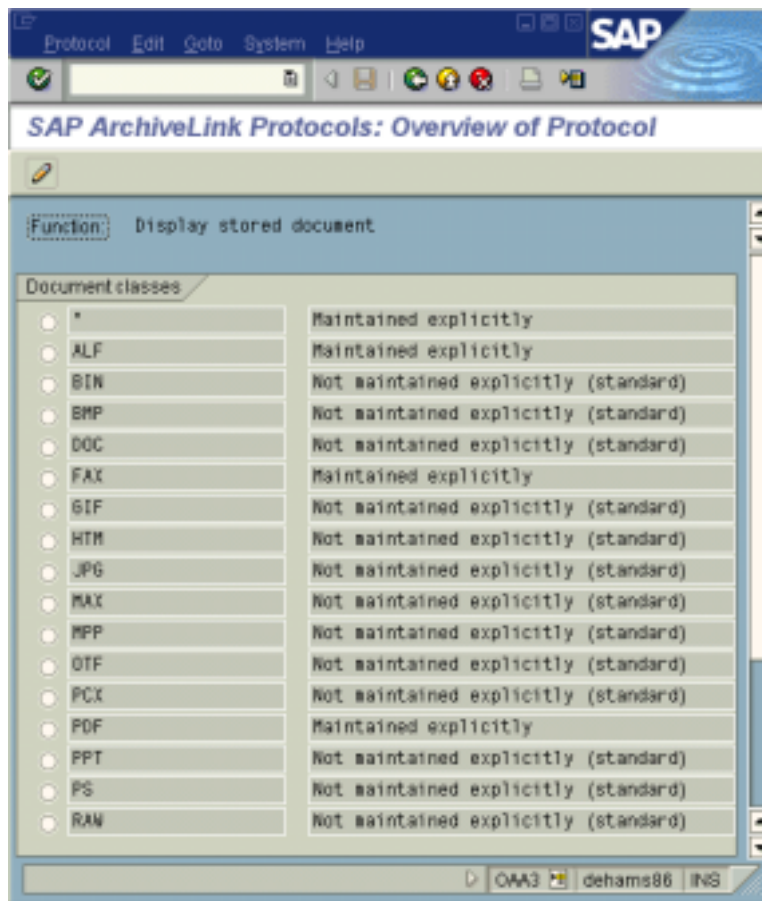 Protocol Edit Goto System Help
SAP
SAP ArchiveLink Protocols: Overview of Protocol
Function: Display stored document
Document classes
* Maintained explicitly
ALF Maintained explicitly
BIN Not maintained explicitly (standard)
BMP Not maintained explicitly (standard)
DOC Not maintained explicitly (standard)
FAX Maintained explicitly
GIF Not maintained explicitly (standard)
HTM Not maintained explicitly (standard)
JPG Not maintained explicitly (standard)
MAX Not maintained explicitly (standard)
MPP Not maintained explicitly (standard)
OTF Not maintained explicitly (standard)
PCX Not maintained explicitly (standard)
PDF Maintained explicitly
PPT Not maintained explicitly (standard)
PS Not maintained explicitly (standard)
RAW Not maintained explicitly (standard)
OAA3 dehams86 INS